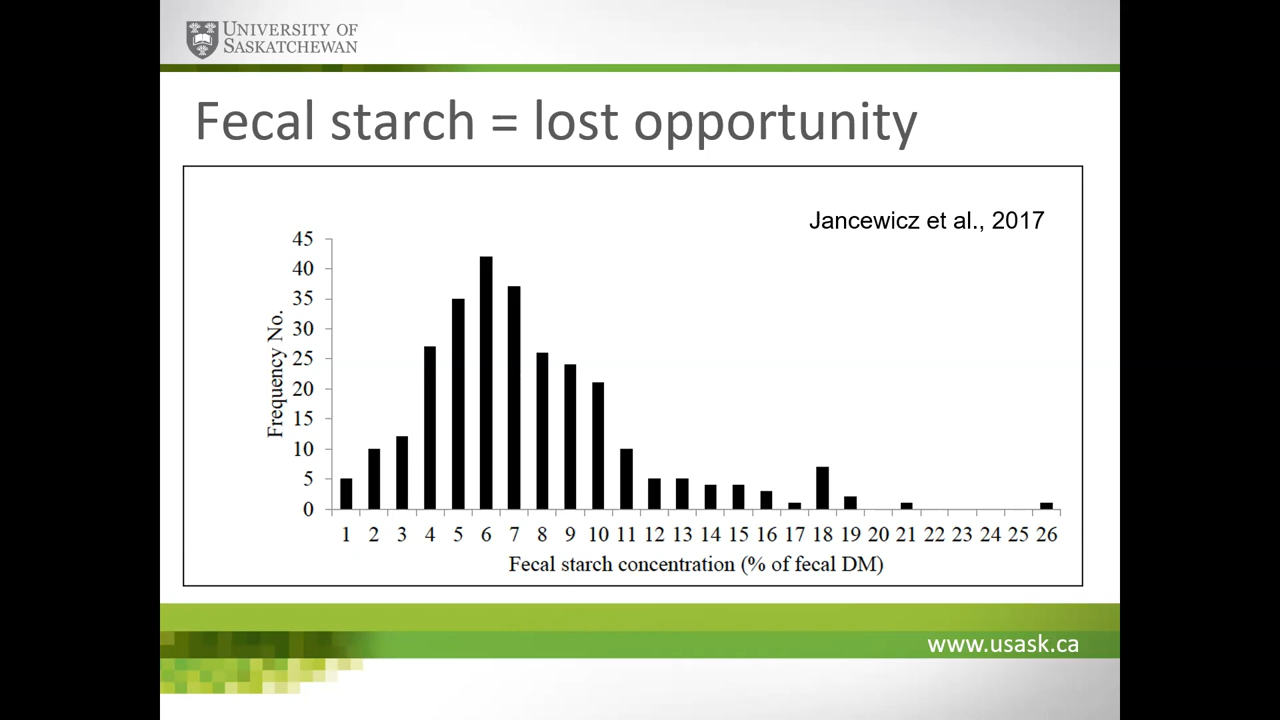 UNIVERSITY OF
SASKATCHEWAN
Fecal starch = lost opportunity
Jancewicz et al., 2017
45
40
35
30
25
20
15
10
5
0
Frequency No.
1 2 3 4 5 6 7 8 9 10 11 12 13 14 15 16 17 18 19 20 21 22 23 24 25 26
Fecal starch concentration (% of fecal DM)
www.usask.ca